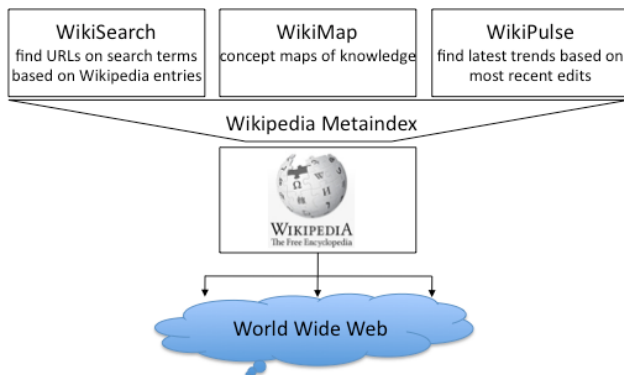 WikiSearch
find URLs on search terms
based on Wikipedia entries
WikiMap
concept maps of knowledge
WikiPulse
find latest trends based on
most recent edits
Wikipedia Metaindex
Ω W И
WIKIPEDIA
The Free Encyclopedia
World Wide Web